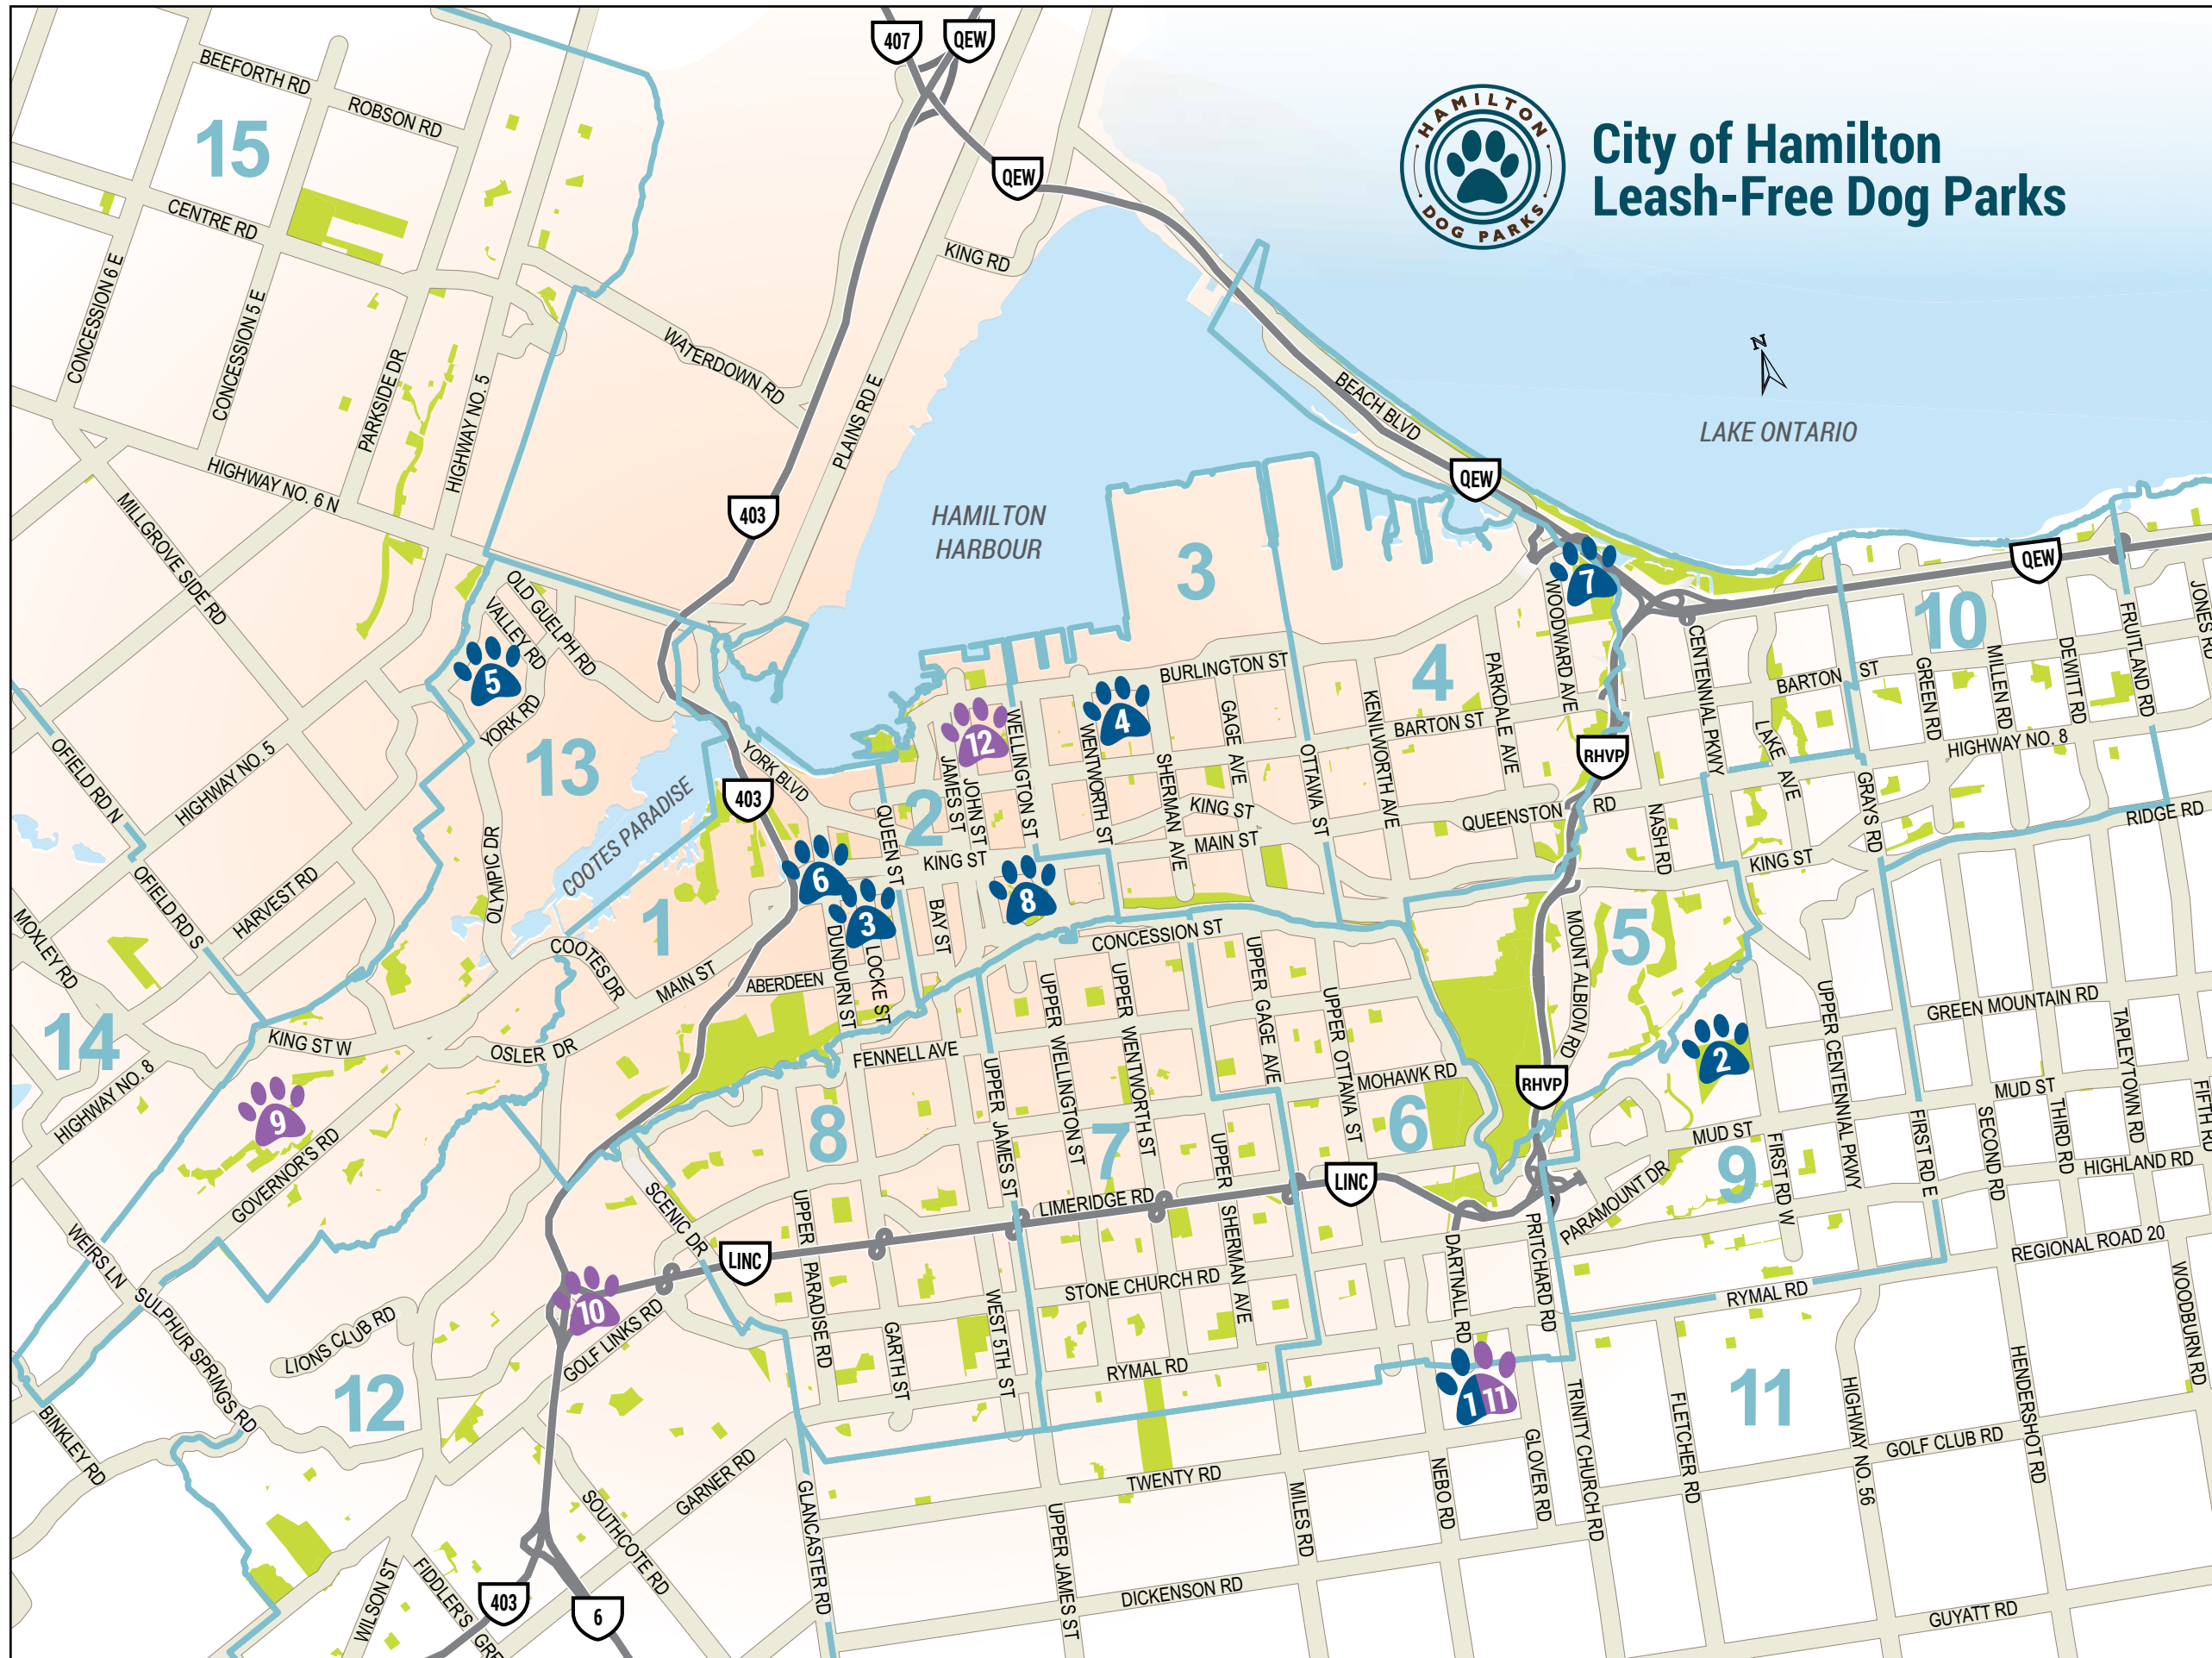 407
QEW
BEEFORTH RD
ROBSON RD
15
HAMILTON
DOG PARKS
City of Hamilton
Leash-Free Dog Parks
QEW
CENTRE RD
KING RD
CONCESSION 6 E
CONCESSION 5 E
PARKSIDE DR
HIGHWAY NO. 5
WATERDOWN RD
PLAINS RD E
BEACH BLVD
N
LAKE ONTARIO
HIGHWAY NO. 6 N
403
QEW
HAMILTON
HARBOUR
MILLGROVE SIDE RD
3
QEW
7
OLD GUELPH RD
VALLEY RD
5
YORK RD
WOODWARD AVE
CENTENNIAL PKWY
10
FRUITLAND RD
JONES RD
DEWITT RD
MILLEN RD
GREEN RD
BURLINGTON ST
4
PARKDALE AVE
BARTON ST
BARTON ST
4
12
WELLINGTON ST
WENTWORTH ST
GAGE AVE
KENILWORTH AVE
OFIELD RD N
HIGHWAY NO. 5
13
YORK BLVD
403
COOTES PARADISE
OLYMPIC DR
QUEEN ST
2
JAMES ST
JOHN ST
SHERMAN AVE
OTTAWA ST
RHVP
LAKE AVE
HIGHWAY NO. 8
GRAYS RD
KING ST
MAIN ST
QUEENSTON RD
NASH RD
RIDGE RD
KING ST
6
3
8
KING ST
OFIELD RD S
HARVEST RD
MOXLEY RD
1
COOTES DR
MAIN ST
ABERDEEN
DUNDURN ST
LOCKE ST
BAY ST
CONCESSION ST
MOUNT ALBION RD
5
14
HIGHWAY NO. 8
KING ST W
OSLER DR
FENNELL AVE
UPPER WELLINGTON ST
UPPER WENTWORTH ST
UPPER GAGE AVE
UPPER OTTAWA ST
UPPER CENTENNIAL PKWY
GREEN MOUNTAIN RD
TAPLEYTOWN RD
2
9
GOVERNOR'S RD
8
UPPER JAMES ST
7
MOHAWK RD
6
RHVP
MUD ST
MUD ST
9
FIRST RD W
FIRST RD E
SECOND RD
THIRD RD
FIFTH RD
HIGHLAND RD
WEIRS LN
SULPHUR SPRINGS RD
SCENIC DR
LINC
LINC
LIMERIDGE RD
UPPER SHERMAN AVE
PARAMOUNT DR
PRITCHARD RD
DARTNALL RD
REGIONAL ROAD 20
RYMAL RD
WOODBURN RD
10
LIONS CLUB RD
GOLF LINKS RD
UPPER PARADISE RD
GARTH ST
WEST 5TH ST
STONE CHURCH RD
RYMAL RD
12
BINKLEY RD
1
11
11
TRINITY CHURCH RD
FLETCHER RD
HIGHWAY NO. 56
HENDERSHOT RD
GOLF CLUB RD
GARNER RD
GLANCASTER RD
TWENTY RD
UPPER JAMES ST
MILES RD
NEBO RD
GLOVER RD
SOUTHCOTE RD
WILSON ST
FIDDLER'S GRE
403
6
DICKENSON RD
GUYATT RD